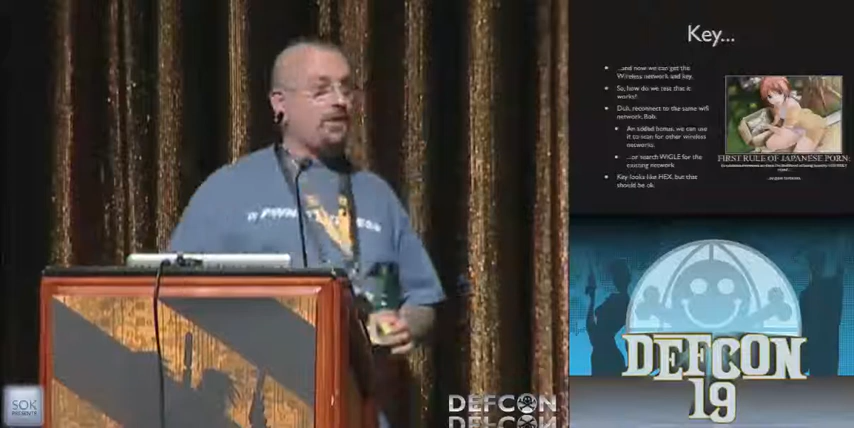 Key...
...and now we can get the
Wireless network and key.
So, how do we test that it
works?
Duh, reconnect to the same wifi
network, Bob.
An added bonus, we can use
it to scan for other wireless
networks.
...or search WIGLE for the
existing network
Key looks like HEX, but that
should be ok.
FIRST RULE OF JAPANESE PORN:
DEFCON
19
DEFCON
SOK